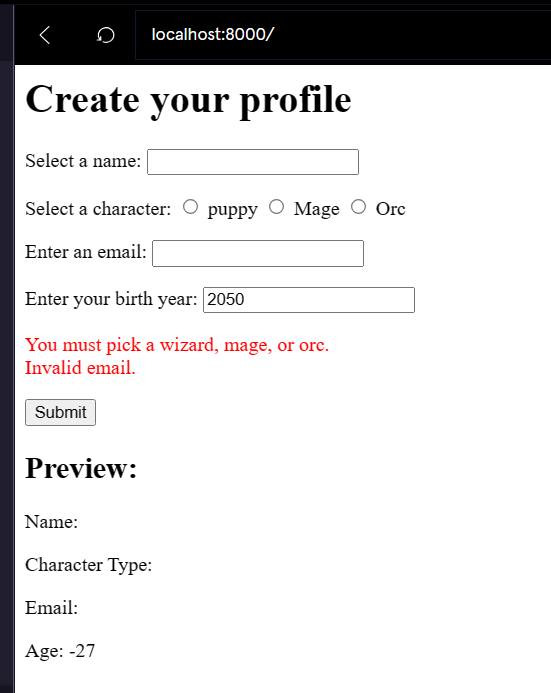 localhost:8000/
Create your profile
Select a name:
Select a character: puppy Mage Orc
Enter an email:
Enter your birth year: 2050
You must pick a wizard, mage, or orc.
Invalid email.
Submit
Preview:
Name:
Character Type:
Email:
Age: -27